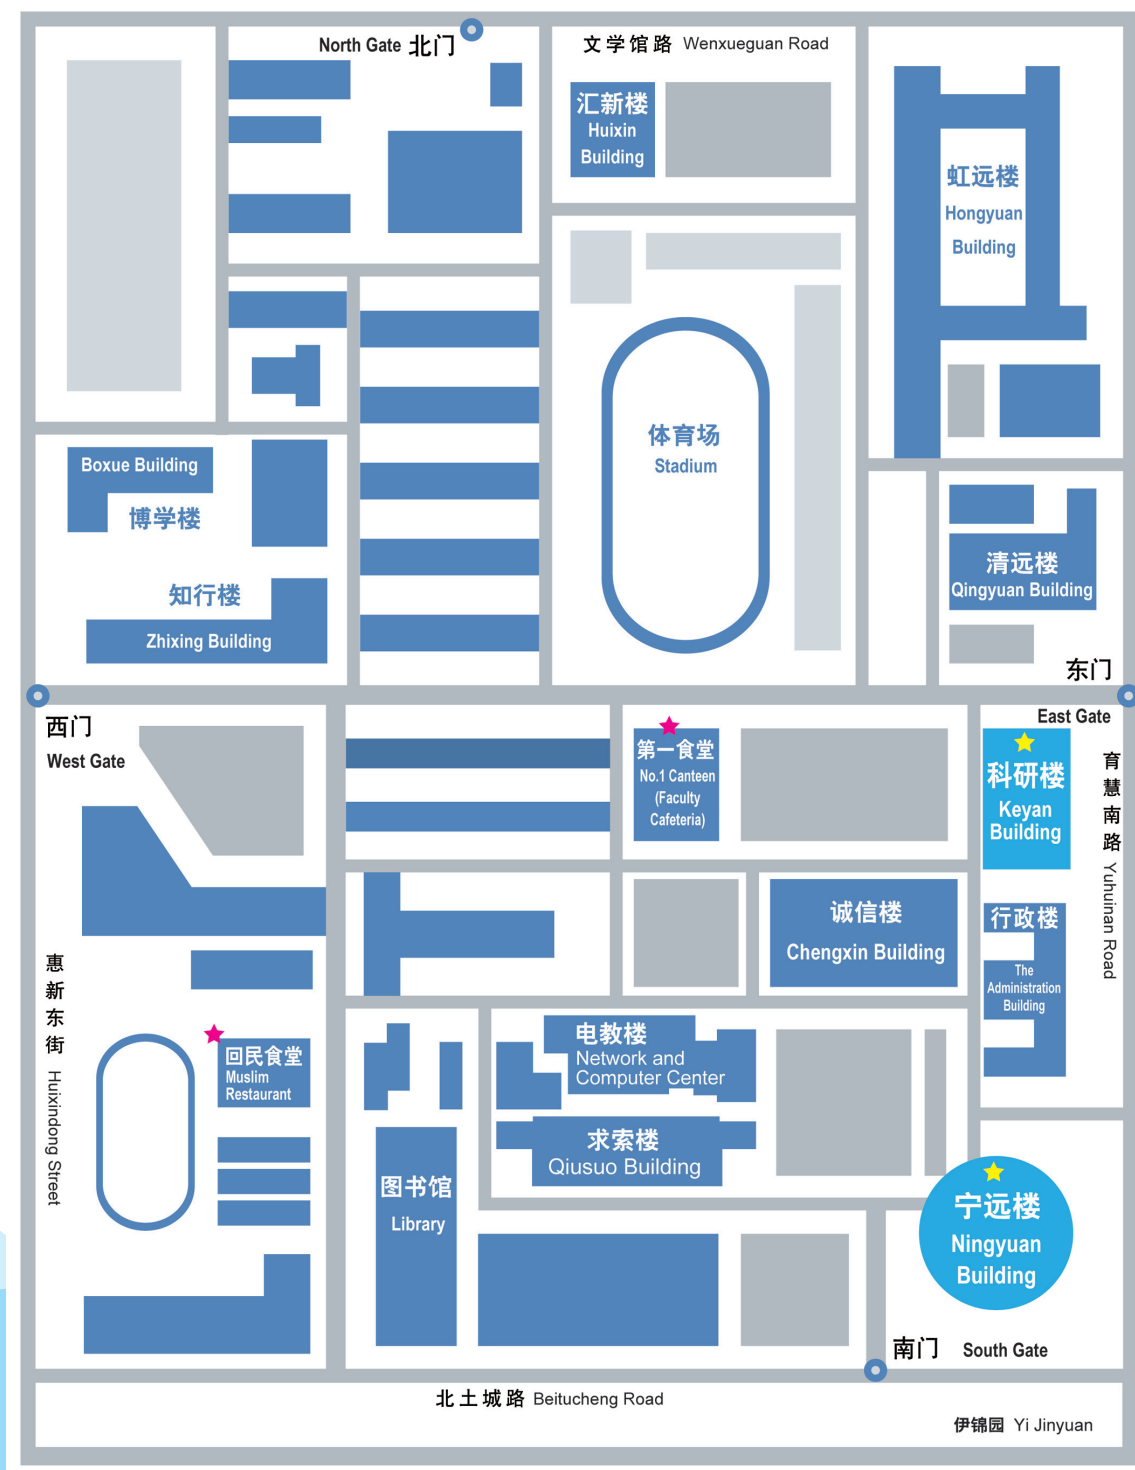 North Gate 北门
文学馆路 Wenxueguan Road
汇新楼
Huixin
Building
虹远楼
Hongyuan
Building
体育场
Stadium
Boxue Building
博学楼
知行楼
Zhixing Building
清远楼
Qingyuan Building
东门
East Gate
西门
West Gate
第一食堂
No.1 Canteen
(Faculty
Cafeteria)
科研楼
Keyan
Building
育慧南路 Yuhuinan Road
诚信楼
Chengxin Building
行政楼
The
Administration
Building
惠新东街 Huixindong Street
回民食堂
Muslim
Restaurant
电教楼
Network and
Computer Center
求索楼
Qiusuo Building
图书馆
Library
宁远楼
Ningyuan
Building
南门 South Gate
北土城路 Beitucheng Road
伊锦园 Yi Jinyuan